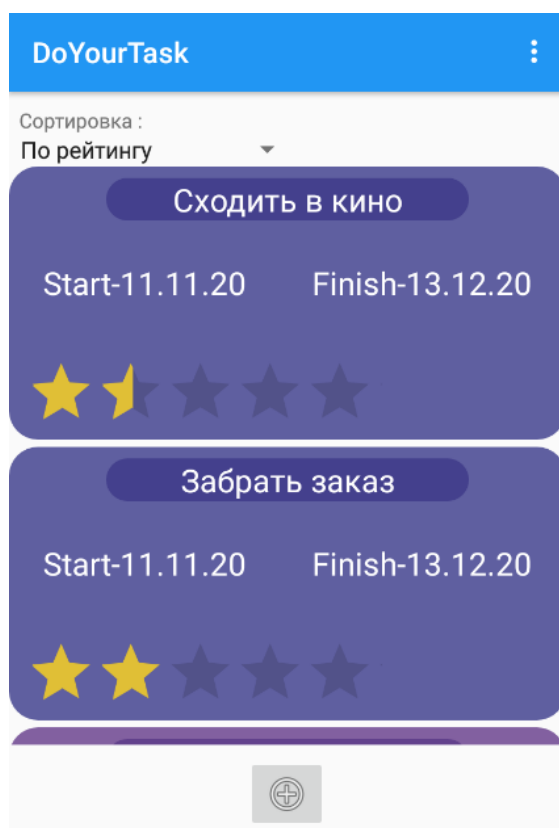 DoYourTask
Сортировка :
По рейтингу
Сходить в кино
Start-11.11.20 Finish-13.12.20
Забрать заказ
Start-11.11.20 Finish-13.12.20